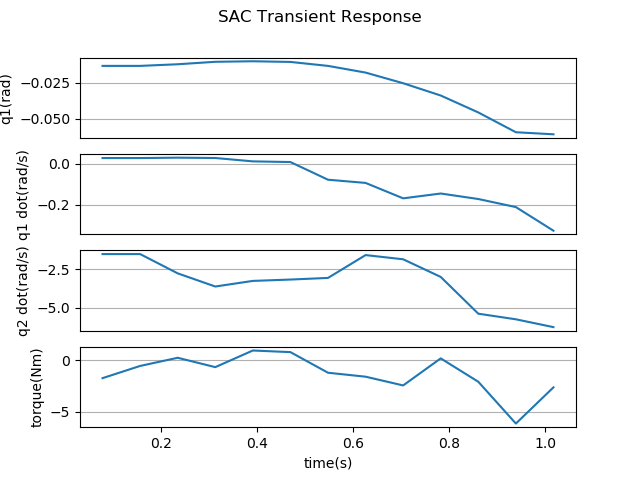 SAC Transient Response
q1(rad)
−0.025
−0.050
q1 dot(rad/s)
0.0
−0.2
q2 dot(rad/s)
−2.5
−5.0
torque(Nm)
0
−5
0.2 0.4 0.6 0.8 1.0
time(s)